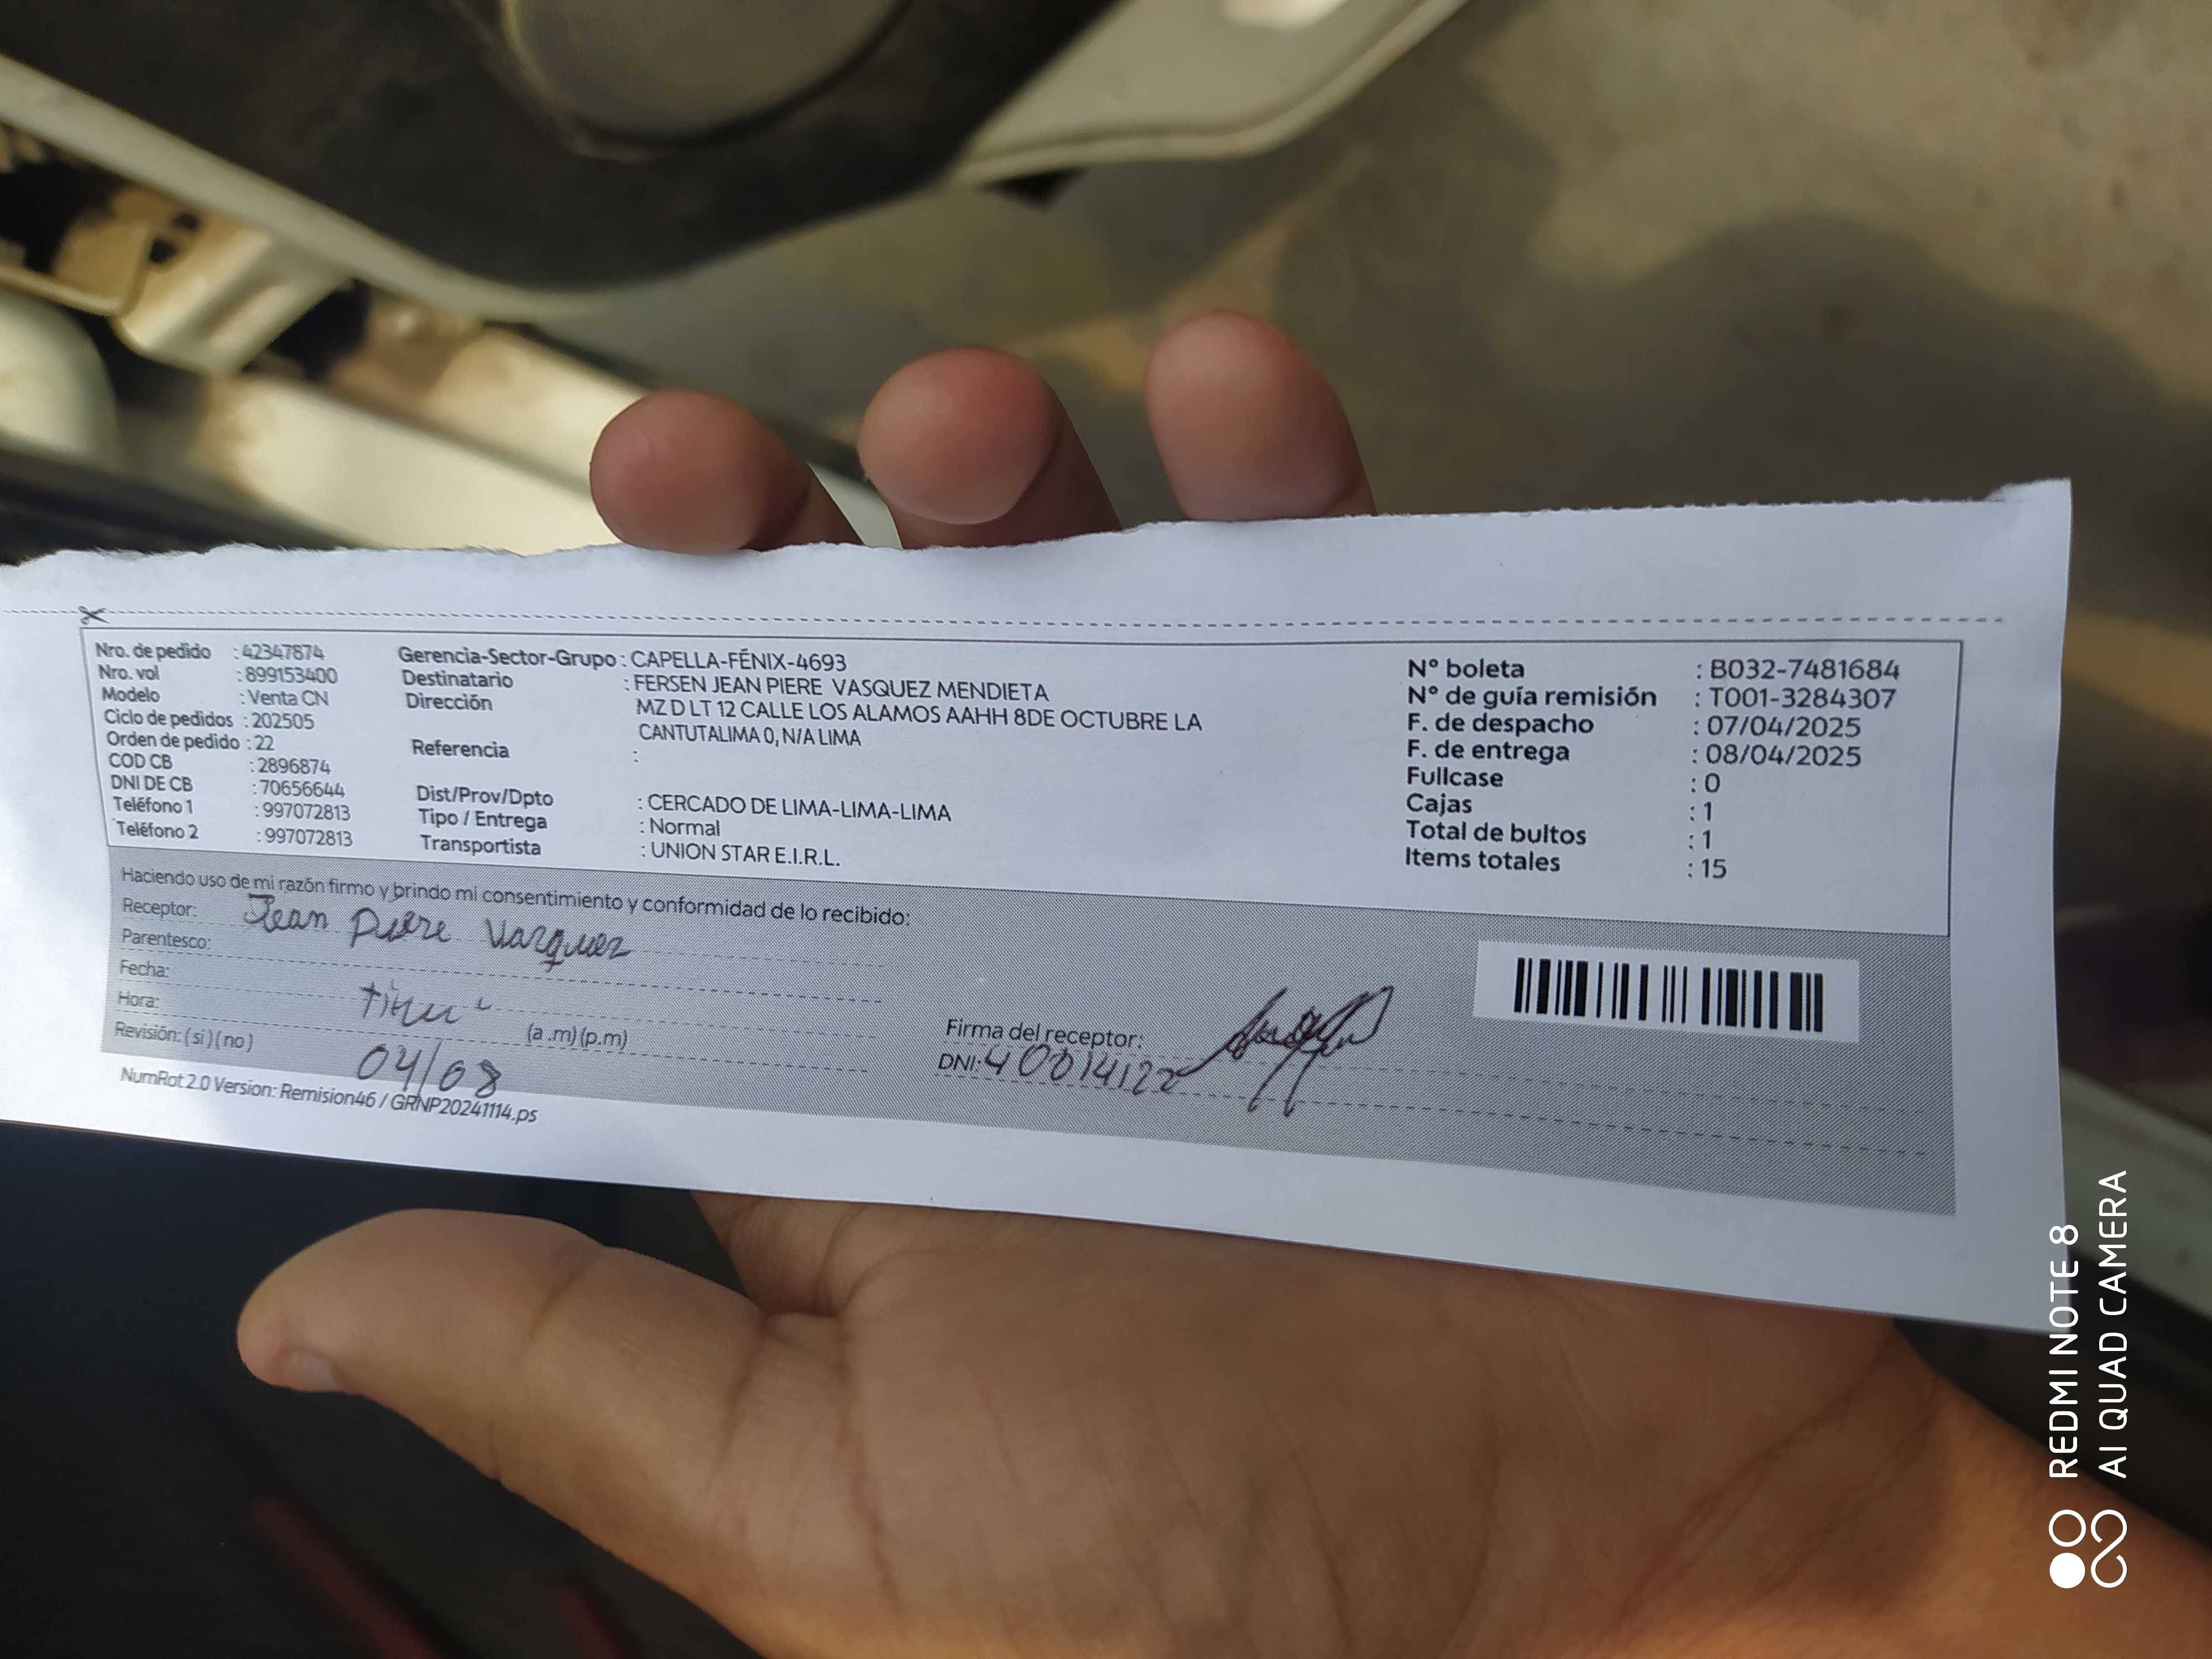 Nro. de pedido : 42347874
Nro. vol : 899153400
Modelo : Venta CN
Ciclo de pedidos : 202505
Orden de pedido : 22
COD CB : 2896874
DNI DE CB : 70656644
Teléfono 1 : 997072813
Teléfono 2 : 997072813
Gerencia-Sector-Grupo : CAPELLA-FÉNIX-4693
Destinatario : FERSEN JEAN PIERE VASQUEZ MENDIETA
Dirección MZ D LT 12 CALLE LOS ALAMOS AAHH 8DE OCTUBRE LA
CANTUTALIMA 0, N/A LIMA
Referencia :
Dist/Prov/Dpto : CERCADO DE LIMA-LIMA-LIMA
Tipo / Entrega : Normal
Transportista : UNION STAR E.I.R.L.
N° boleta : B032-7481684
N° de guía remisión : T001-3284307
F. de despacho : 07/04/2025
F. de entrega : 08/04/2025
Fullcase : 0
Cajas : 1
Total de bultos : 1
Items totales : 15
Haciendo uso de mi razón firmo y brindo mi consentimiento y conformidad de lo recibido:
Receptor: Jean Piere Vazquez
Parentesco:
Fecha:
Hora: (a .m) (p.m)
Revisión: ( si ) ( no ) 04/08
Firma del receptor:
DNI: 40014122
NumRot 2.0 Version: Remision46 / GRNP20241114.ps
REDMI NOTE 8
AI QUAD CAMERA